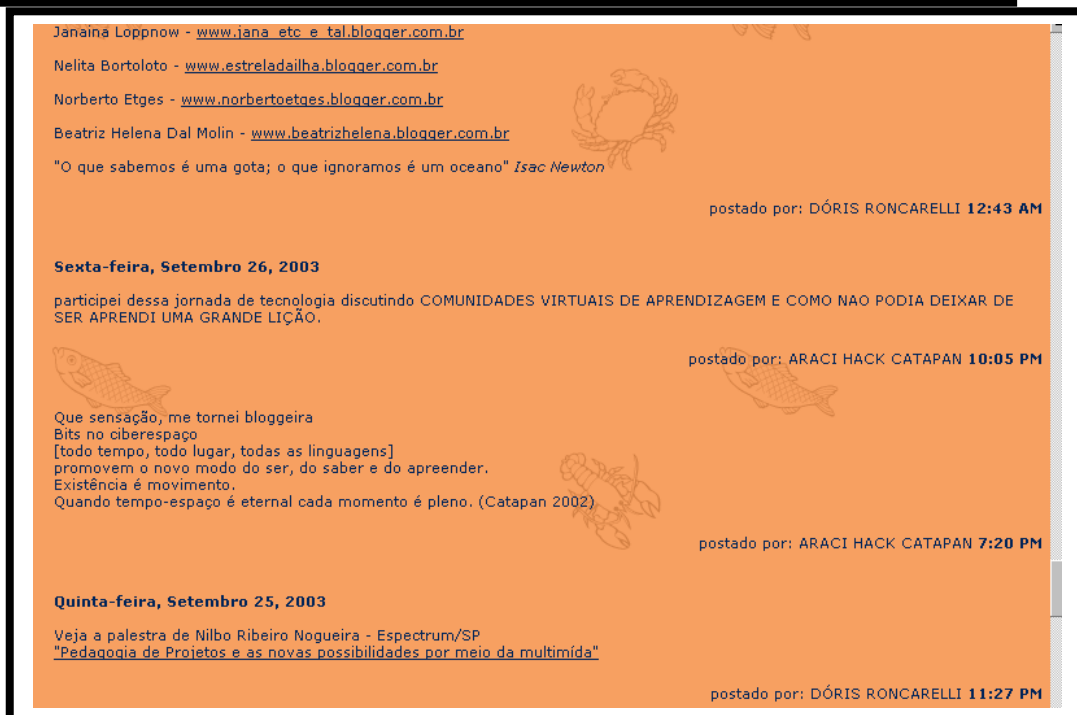 Janaina Loppnow - www.jana_etc_e_tal.blogger.com.br
Nelita Bortoloto - www.estreladailha.blogger.com.br
Norberto Etges - www.norbertoetges.blogger.com.br
Beatriz Helena Dal Molin - www.beatrizhelena.blogger.com.br
"O que sabemos é uma gota; o que ignoramos é um oceano" Isac Newton
postado por: DÓRIS RONCARELLI 12:43 AM
Sexta-feira, Setembro 26, 2003
participei dessa jornada de tecnologia discutindo COMUNIDADES VIRTUAIS DE APRENDIZAGEM E COMO NAO PODIA DEIXAR DE
SER APRENDI UMA GRANDE LIÇÃO.
postado por: ARACI HACK CATAPAN 10:05 PM
Que sensação, me tornei bloggeira
Bits no ciberespaço
[todo tempo, todo lugar, todas as linguagens]
promovem o novo modo do ser, do saber e do apreender.
Existência é movimento.
Quando tempo-espaço é eternal cada momento é pleno. (Catapan 2002)
postado por: ARACI HACK CATAPAN 7:20 PM
Quinta-feira, Setembro 25, 2003
Veja a palestra de Nilbo Ribeiro Nogueira - Espectrum/SP
"Pedagogia de Projetos e as novas possibilidades por meio da multimída"
postado por: DÓRIS RONCARELLI 11:27 PM